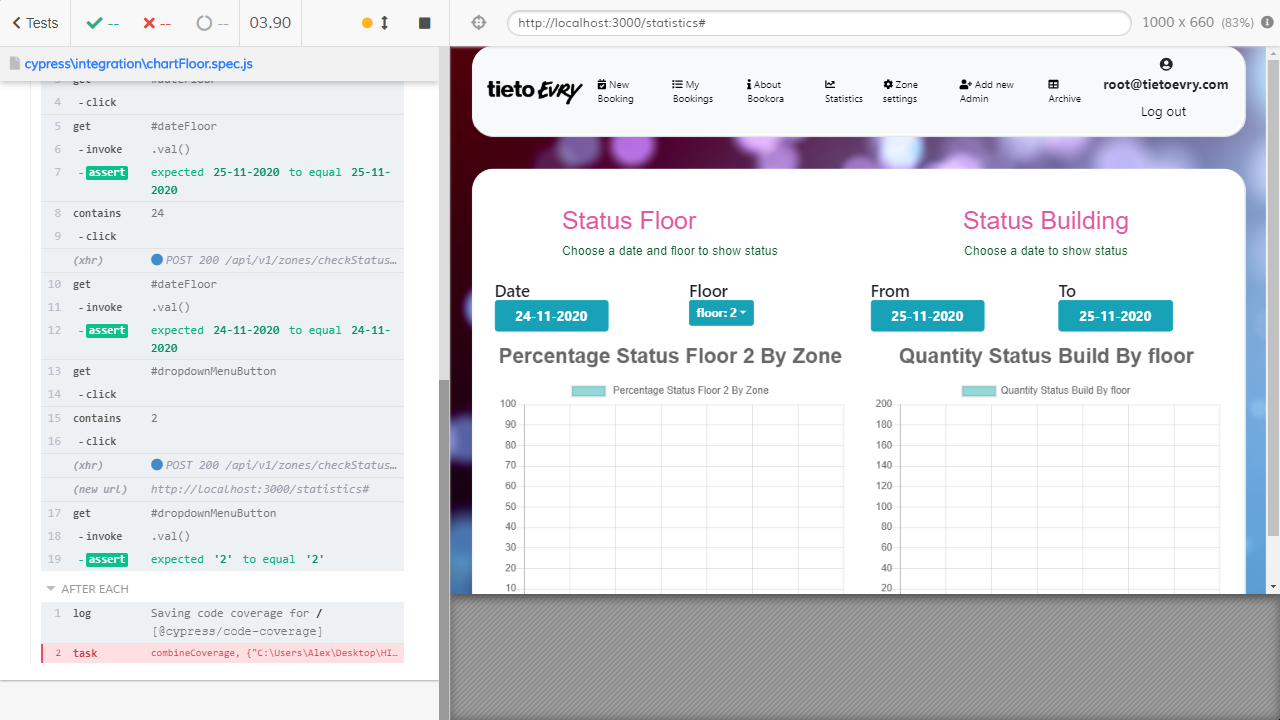 Tests
--
--
--
03.90
cypress\integration\chartFloor.spec.js
get #dateFloor
4 - click
5 get #dateFloor
6 - invoke .val()
7 - assert expected 25-11-2020 to equal 25-11-
2020
8 contains 24
9 - click
(xhr) POST 200 /api/v1/zones/checkStatus…
10 get #dateFloor
11 - invoke .val()
12 - assert expected 24-11-2020 to equal 24-11-
2020
13 get #dropdownMenuButton
14 - click
15 contains 2
16 - click
(xhr) POST 200 /api/v1/zones/checkStatus…
(new url) http://localhost:3000/statistics#
17 get #dropdownMenuButton
18 - invoke .val()
19 - assert expected '2' to equal '2'
AFTER EACH
1 log Saving code coverage for /
[@cypress/code-coverage]
2 task combineCoverage, {"C:\Users\Alex\Desktop\HI…
http://localhost:3000/statistics#
1000 x 660 (83%)
tieto EVRY
New
Booking
My
Bookings
About
Bookora
Statistics
Zone
settings
Add new
Admin
Archive
root@tietoevry.com
Log out
Status Floor
Choose a date and floor to show status
Status Building
Choose a date to show status
Date
24-11-2020
Floor
floor: 2
From
25-11-2020
To
25-11-2020
Percentage Status Floor 2 By Zone
Percentage Status Floor 2 By Zone
100
90
80
70
60
50
40
30
20
10
Quantity Status Build By floor
Quantity Status Build By floor
200
180
160
140
120
100
80
60
40
20